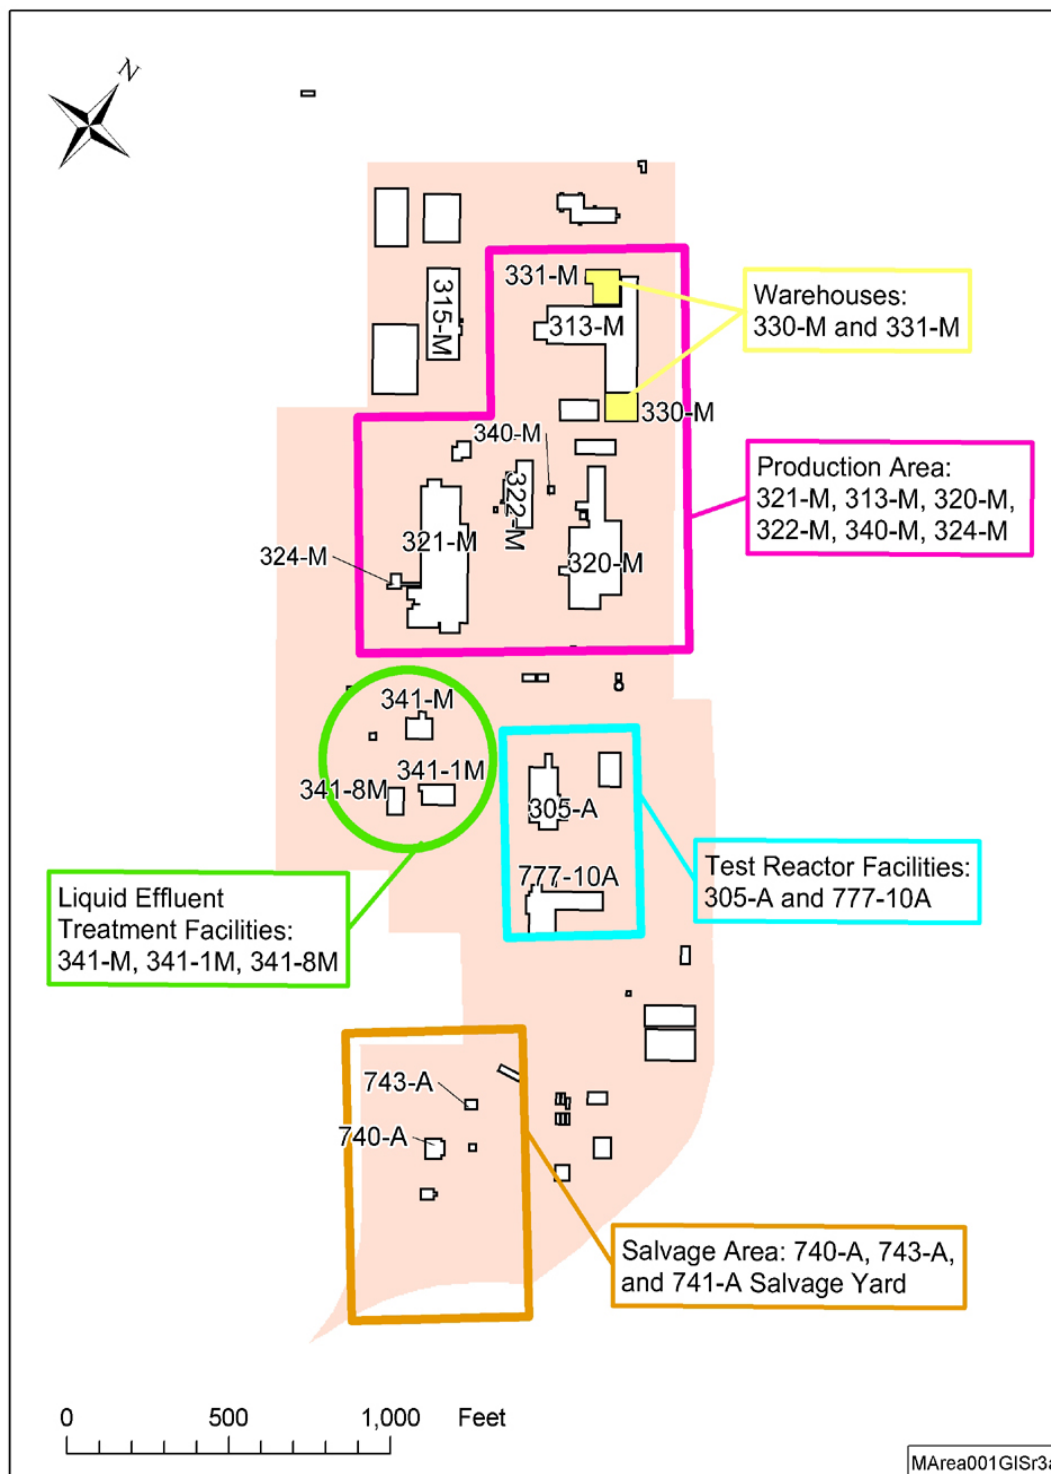 N
331-M
Warehouses:
330-M and 331-M
315-M
313-M
330-M
340-M
Production Area:
321-M, 313-M, 320-M,
322-M, 340-M, 324-M
322-M
321-M
324-M
320-M
341-M
341-1M
341-8M
305-A
777-10A
Test Reactor Facilities:
305-A and 777-10A
Liquid Effluent
Treatment Facilities:
341-M, 341-1M, 341-8M
743-A
740-A
Salvage Area: 740-A, 743-A,
and 741-A Salvage Yard
0 500 1,000 Feet
MArea001GISr3a